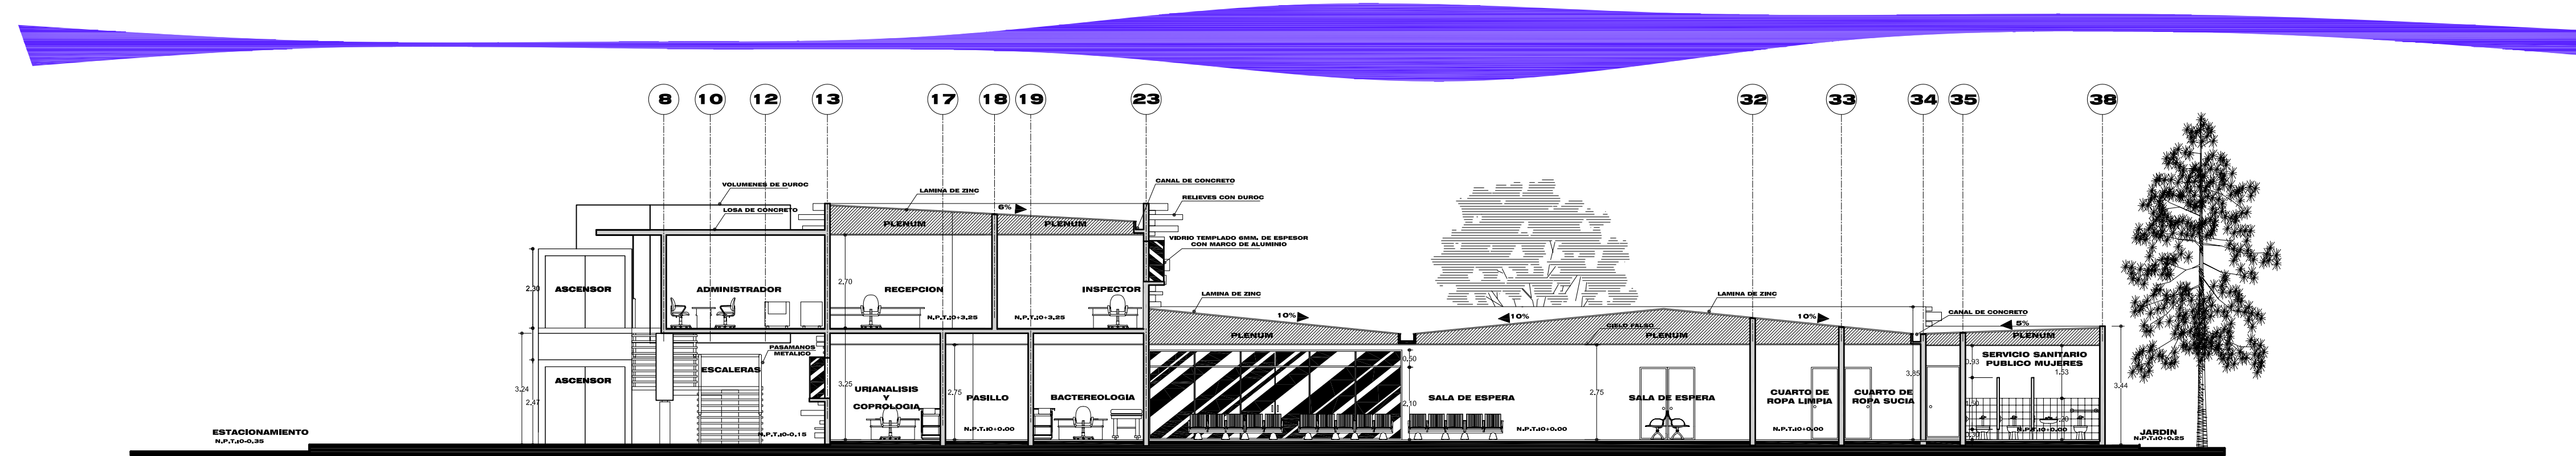 8 10 12 13 17 18 19 23 32 33 34 35 38
VOLUMENES DE DUROC
LOSA DE CONCRETO
LAMINA DE ZINC
6%
PLENUM
PLENUM
CANAL DE CONCRETO
RELIEVES CON DUROC
VIDRIO TEMPLADO 6MM. DE ESPESOR
CON MARCO DE ALUMINIO
2.30
ASCENSOR
ADMINISTRADOR
2.70
RECEPCION
N.P.T.:0+3.25
N.P.T.:0+3.25
INSPECTOR
LAMINA DE ZINC
10%
PLENUM
10%
CIELO FALSO
PLENUM
LAMINA DE ZINC
10%
CANAL DE CONCRETO
5%
PLENUM
3.24
ASCENSOR
2.47
PASAMANOS
METALICO
ESCALERAS
N.P.T.:0-0.15
3.25
URIANALISIS
Y
COPROLOGIA
2.75
PASILLO
N.P.T.:0+0.00
BACTEREOLOGIA
0.50
2.10
SALA DE ESPERA
N.P.T.:0+0.00
2.75
SALA DE ESPERA
CUARTO DE
ROPA LIMPIA
N.P.T.:0+0.00
CUARTO DE
ROPA SUCIA
3.85
SERVICIO SANITARIO
PUBLICO MUJERES
0.93
1.53
1.50
1.20
N.P.T.:0+0.00
3.44
ESTACIONAMIENTO
N.P.T.:0-0.35
JARDÍN
N.P.T.:0+0.25